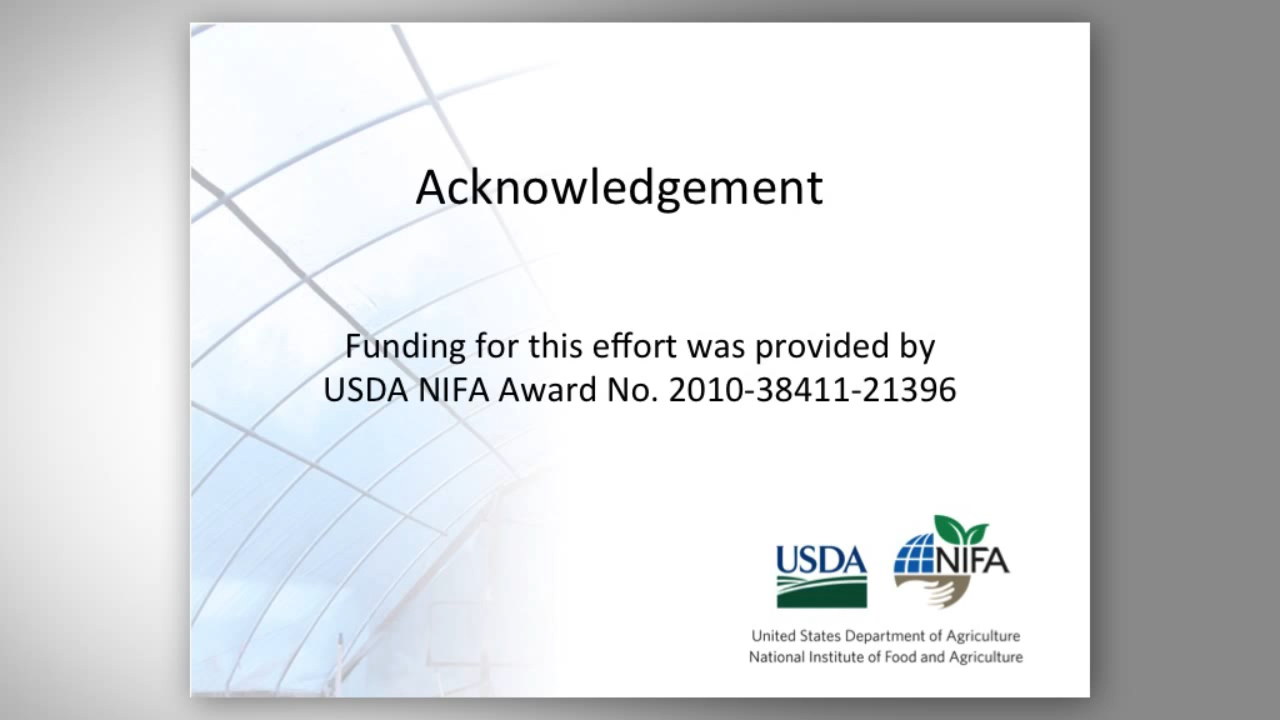 Acknowledgement
Funding for this effort was provided by
USDA NIFA Award No. 2010-38411-21396
USDA
NIFA
United States Department of Agriculture
National Institute of Food and Agriculture